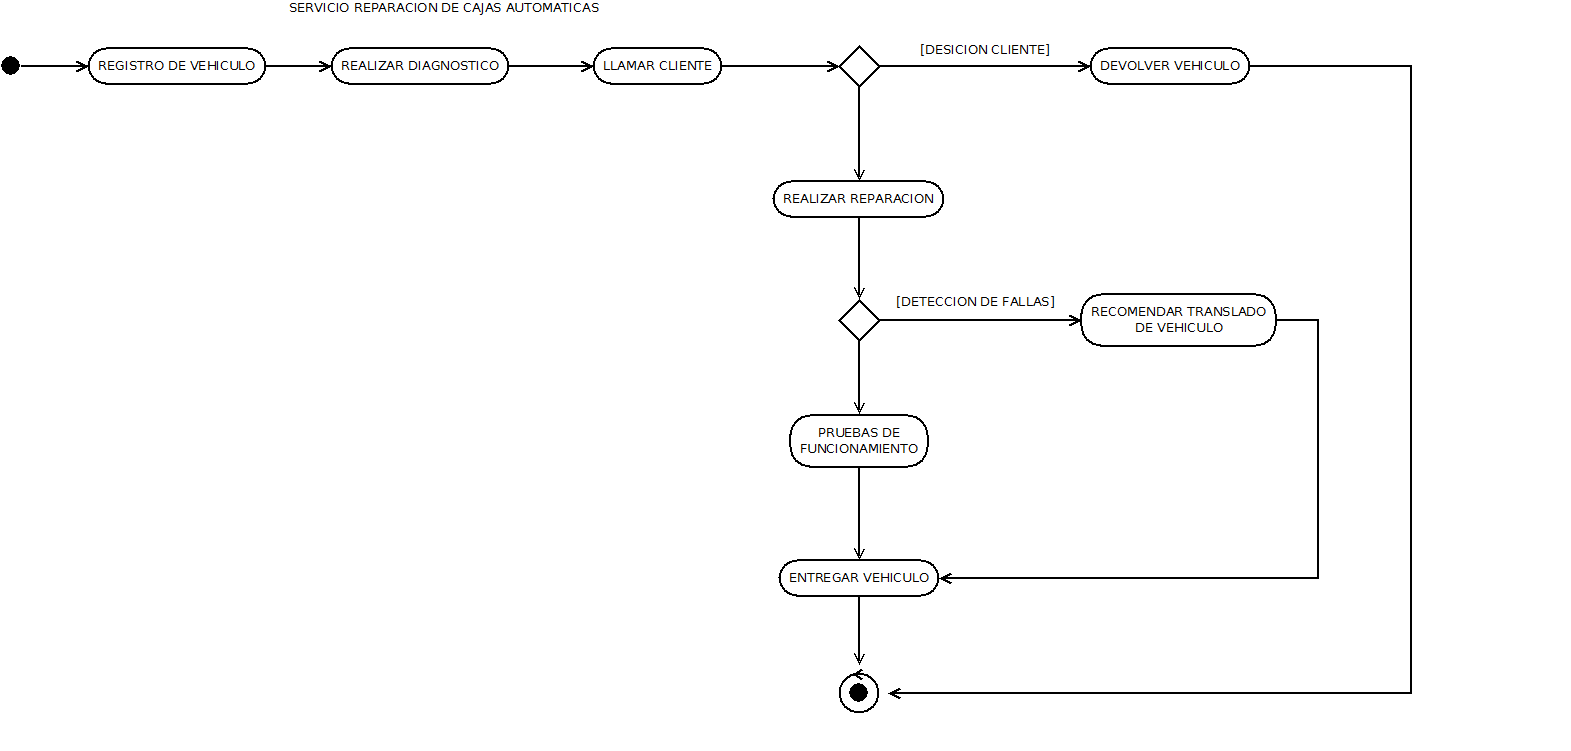 SERVICIO REPARACION DE CAJAS AUTOMATICAS
REGISTRO DE VEHICULO
REALIZAR DIAGNOSTICO
LLAMAR CLIENTE
[DESICION CLIENTE]
DEVOLVER VEHICULO
REALIZAR REPARACION
[DETECCION DE FALLAS]
RECOMENDAR TRANSLADO
DE VEHICULO
PRUEBAS DE
FUNCIONAMIENTO
ENTREGAR VEHICULO